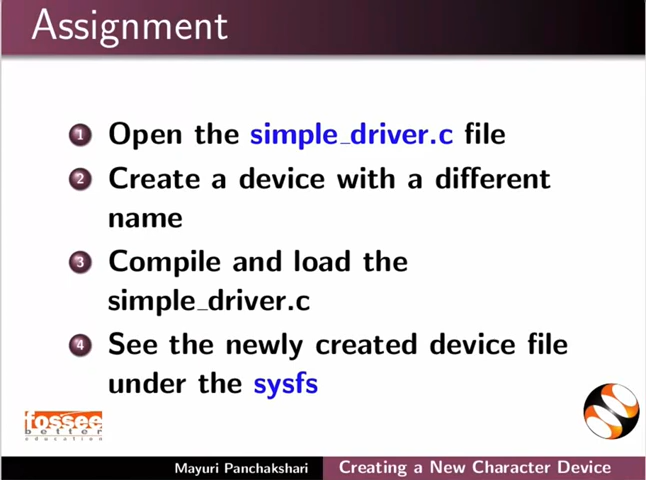 Assignment
1 Open the simple_driver.c file
2 Create a device with a different
name
3 Compile and load the
simple_driver.c
4 See the newly created device file
under the sysfs
fossee
better
education
Mayuri Panchakshari Creating a New Character Device